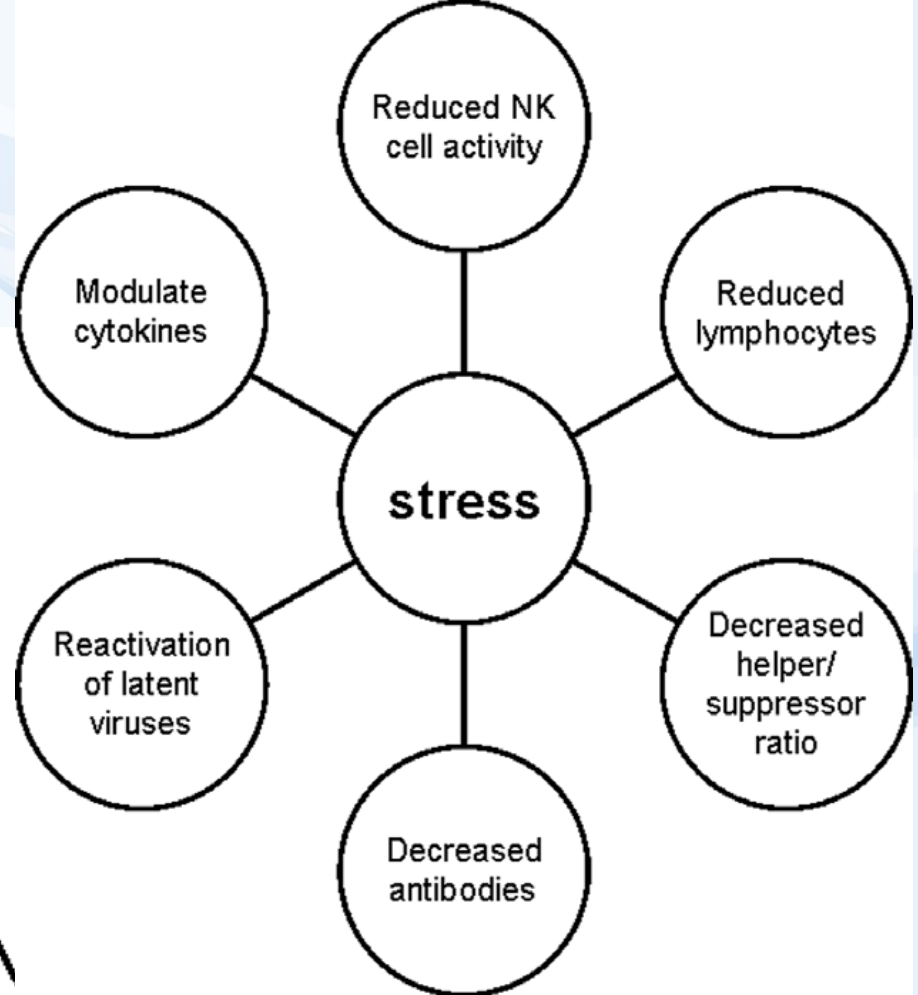 Reduced NK
cell activity
Modulate
cytokines
Reduced
lymphocytes
stress
Reactivation
of latent
viruses
Decreased
helper/
suppressor
ratio
Decreased
antibodies